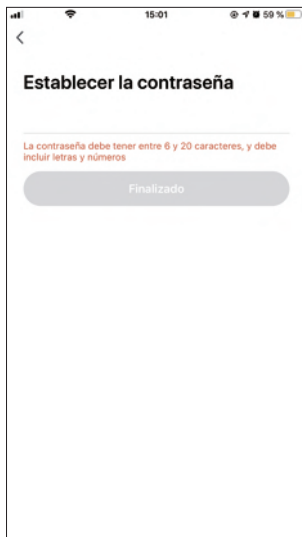 15:01
59 %
Establecer la contraseña
La contraseña debe tener entre 6 y 20 caracteres, y debe
incluir letras y números
Finalizado